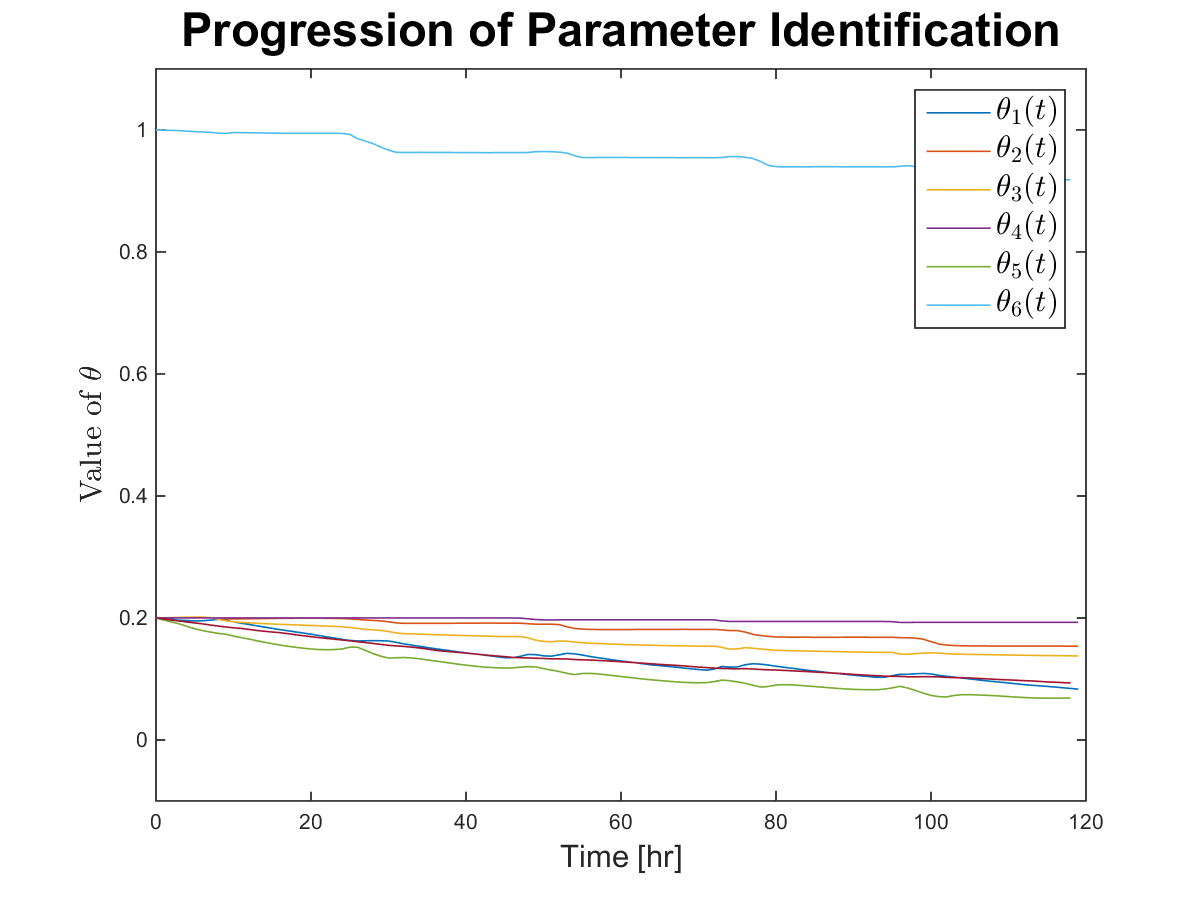 Progression of Parameter Identification
θ₁(t)
θ₂(t)
θ₃(t)
θ₄(t)
θ₅(t)
θ₆(t)
1
0.8
0.6
0.4
0.2
0
Value of θ
0 20 40 60 80 100 120
Time [hr]